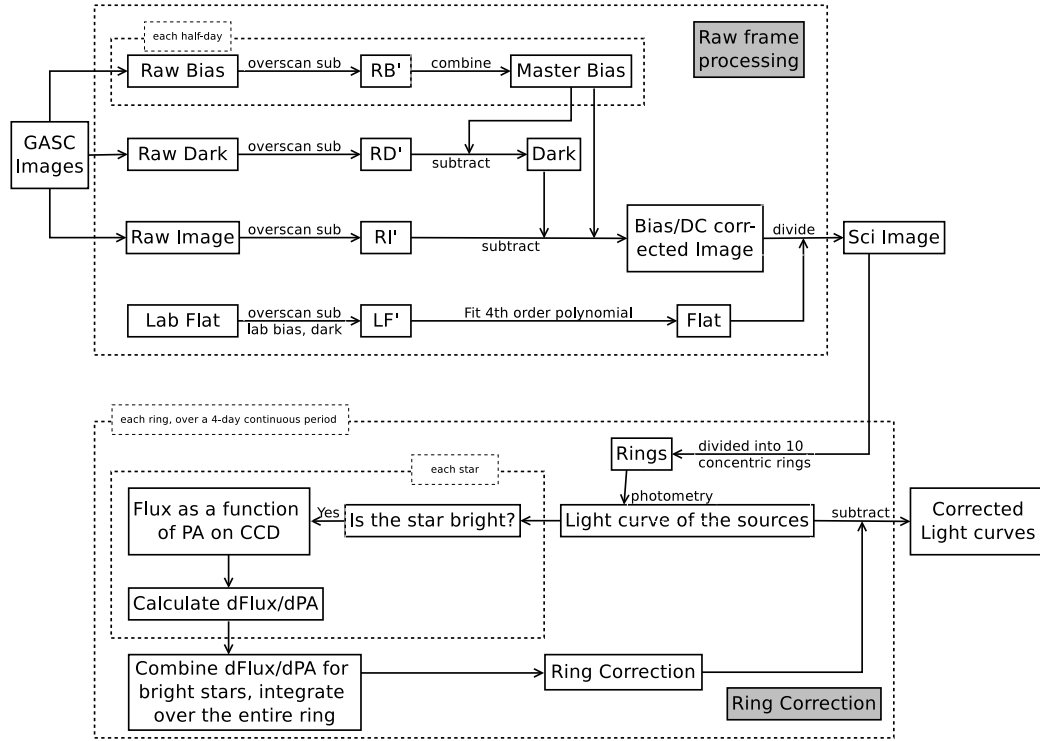 each half-day
Raw frame
processing
Raw Bias
overscan sub
RB'
combine
Master Bias
GASC
Images
Raw Dark
overscan sub
RD'
subtract
Dark
Raw Image
overscan sub
RI'
subtract
Bias/DC corr-
ected Image
divide
Sci Image
Lab Flat
overscan sub
lab bias, dark
LF'
Fit 4th order polynomial
Flat
each ring, over a 4-day continuous period
Rings
divided into 10
concentric rings
each star
photometry
Flux as a function
of PA on CCD
Yes
Is the star bright?
Light curve of the sources
subtract
Corrected
Light curves
Calculate dFlux/dPA
Combine dFlux/dPA for
bright stars, integrate
over the entire ring
Ring Correction
Ring Correction